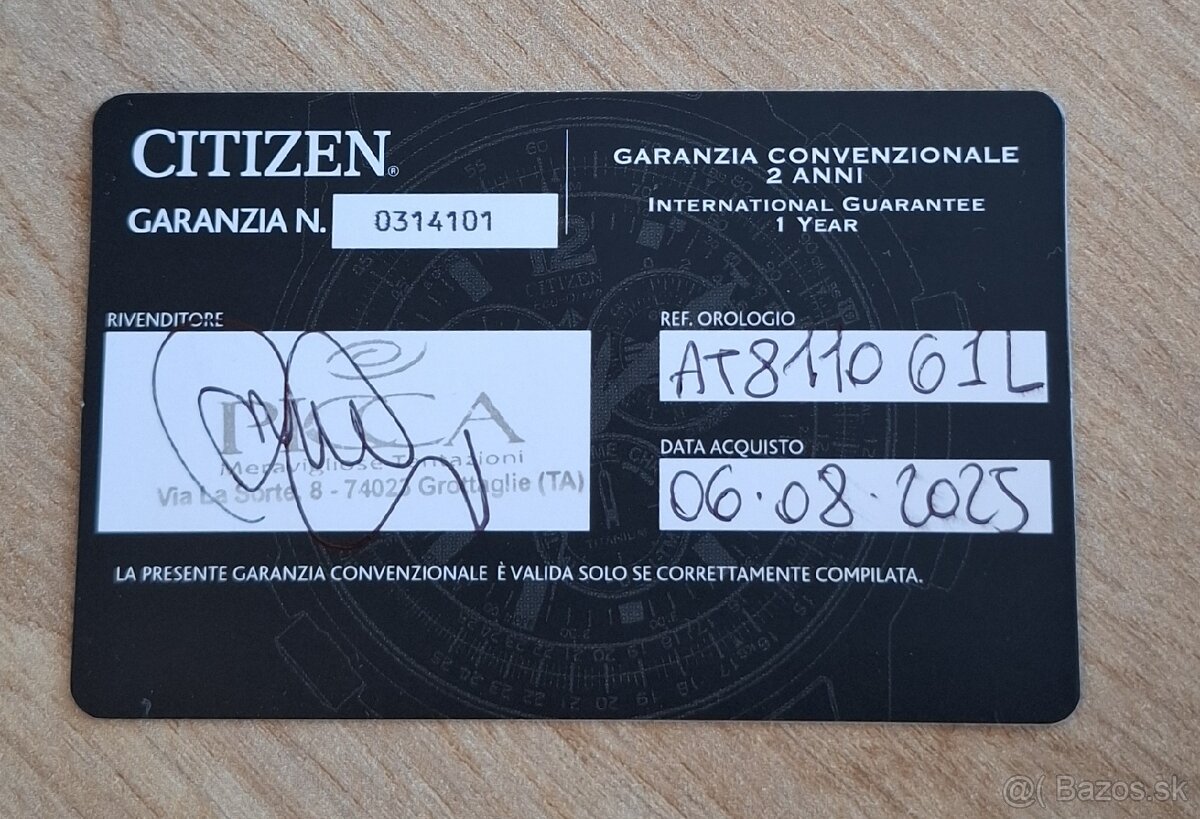 CITIZEN®
GARANZIA N. 0314101
GARANZIA CONVENZIONALE
2 ANNI
INTERNATIONAL GUARANTEE
1 YEAR
RIVENDITORE
PICCA
Meravigliose Tentazioni
Via La Sorte, 8 - 74023 Grottaglie (TA)
REF. OROLOGIO
AT8110 61L
DATA ACQUISTO
06.08.2025
LA PRESENTE GARANZIA CONVENZIONALE È VALIDA SOLO SE CORRETTAMENTE COMPILATA.
@( Bazos.sk